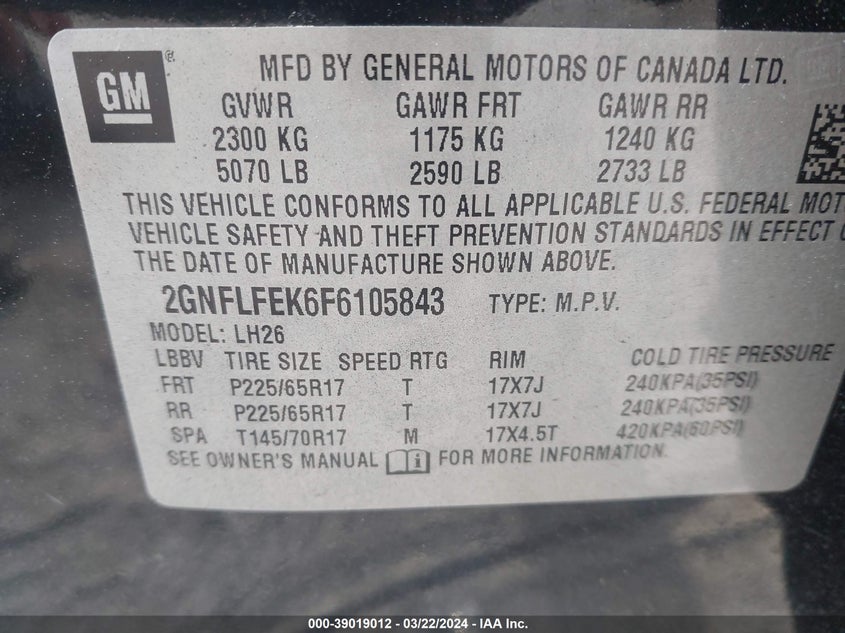 GM ®
MFD BY GENERAL MOTORS OF CANADA LTD.
GVWR GAWR FRT GAWR RR
2300 KG 1175 KG 1240 KG
5070 LB 2590 LB 2733 LB
THIS VEHICLE CONFORMS TO ALL APPLICABLE U.S. FEDERAL MOT
VEHICLE SAFETY AND THEFT PREVENTION STANDARDS IN EFFECT
THE DATE OF MANUFACTURE SHOWN ABOVE.
2GNFLFEK6F6105843 TYPE: M.P.V.
MODEL: LH26
LBBV TIRE SIZE SPEED RTG RIM COLD TIRE PRESSURE
FRT P225/65R17 T 17X7J 240KPA(35PSI)
RR P225/65R17 T 17X7J 240KPA(35PSI)
SPA T145/70R17 M 17X4.5T 420KPA(60PSI)
SEE OWNER'S MANUAL i FOR MORE INFORMATION.
000-39019012 - 03/22/2024 - IAA Inc.